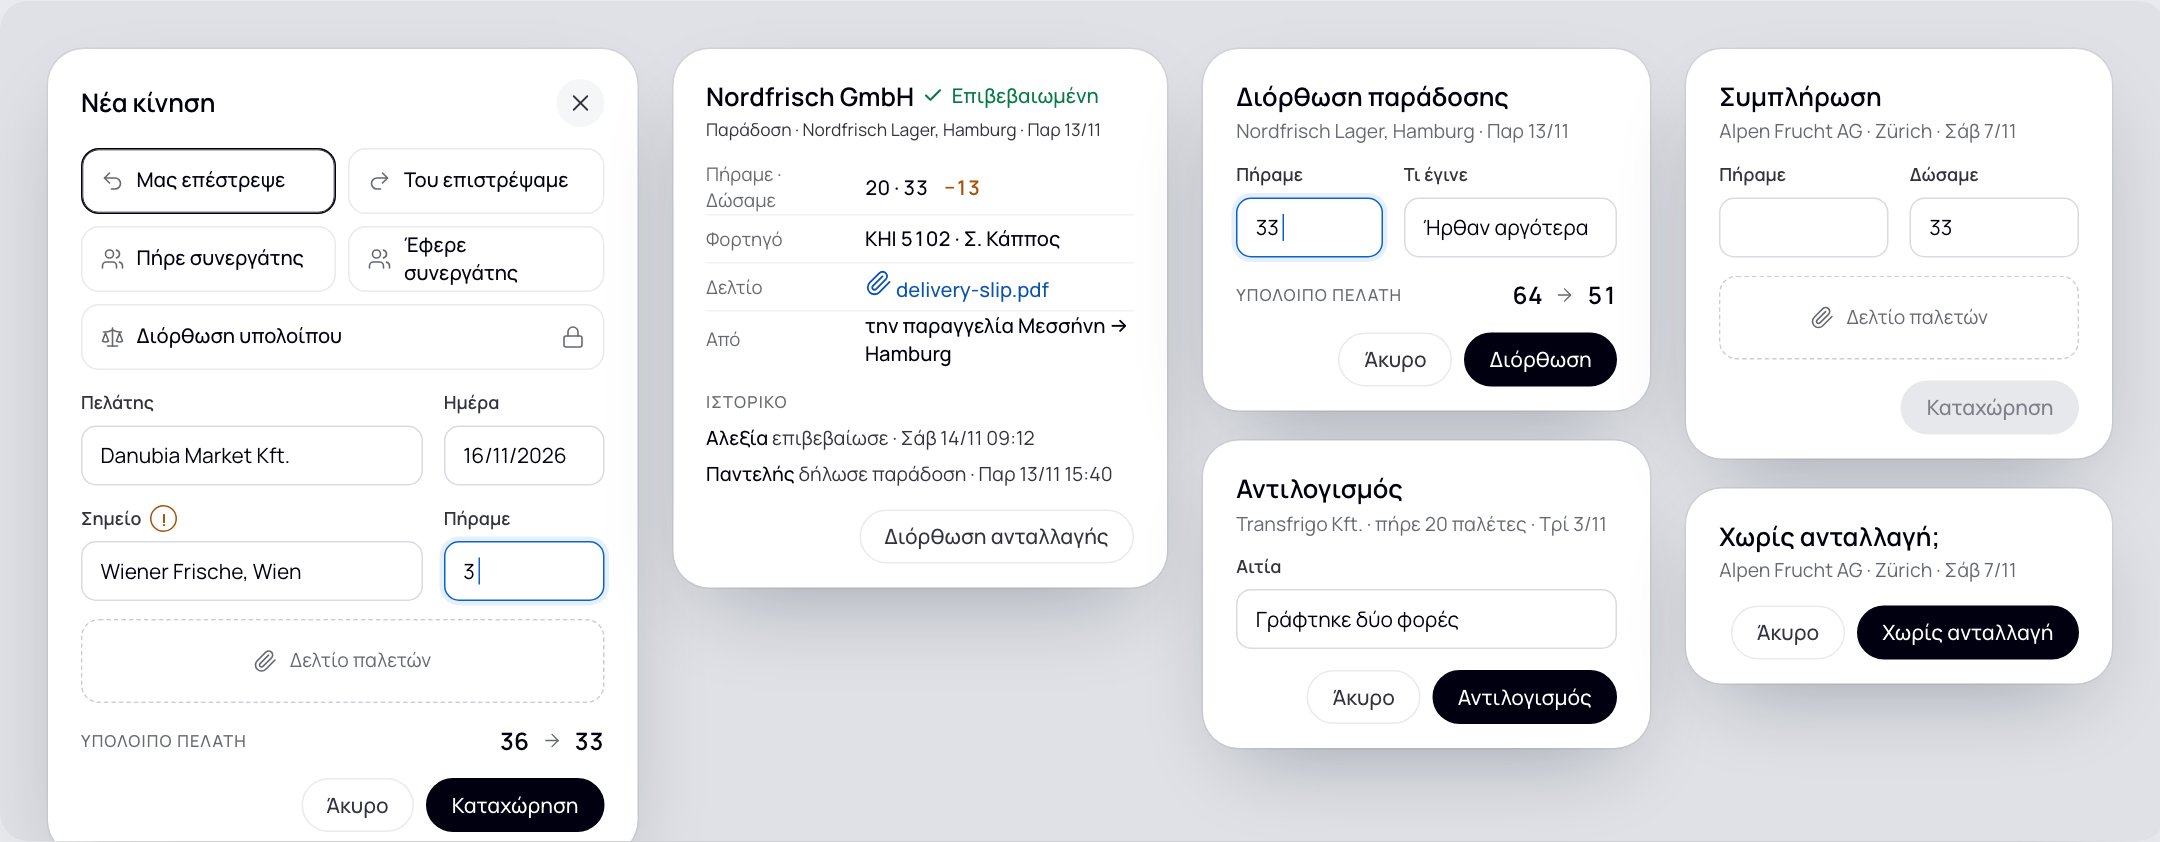 Νέα κίνηση
Μας επέστρεψε
Του επιστρέψαμε
Πήρε συνεργάτης
Έφερε
συνεργάτης
Διόρθωση υπολοίπου
Πελάτης
Ημέρα
Danubia Market Kft.
16/11/2026
Σημείο
Πήραμε
Wiener Frische, Wien
3
Δελτίο παλετών
ΥΠΟΛΟΙΠΟ ΠΕΛΑΤΗ
36 → 33
Άκυρο
Καταχώρηση
Nordfrisch GmbH ✓ Επιβεβαιωμένη
Παράδοση · Nordfrisch Lager, Hamburg · Παρ 13/11
Πήραμε ·
Δώσαμε
20 · 33 −13
Φορτηγό
ΚΗΙ 5102 · Σ. Κάππος
Δελτίο
delivery-slip.pdf
Από
την παραγγελία Μεσσήνη →
Hamburg
ΙΣΤΟΡΙΚΟ
Αλεξία επιβεβαίωσε · Σάβ 14/11 09:12
Παντελής δήλωσε παράδοση · Παρ 13/11 15:40
Διόρθωση ανταλλαγής
Διόρθωση παράδοσης
Nordfrisch Lager, Hamburg · Παρ 13/11
Πήραμε
Τι έγινε
33
Ήρθαν αργότερα
ΥΠΟΛΟΙΠΟ ΠΕΛΑΤΗ
64 → 51
Άκυρο
Διόρθωση
Αντιλογισμός
Transfrigo Kft. · πήρε 20 παλέτες · Τρί 3/11
Αιτία
Γράφτηκε δύο φορές
Άκυρο
Αντιλογισμός
Συμπλήρωση
Alpen Frucht AG · Zürich · Σάβ 7/11
Πήραμε
Δώσαμε
33
Δελτίο παλετών
Καταχώρηση
Χωρίς ανταλλαγή;
Alpen Frucht AG · Zürich · Σάβ 7/11
Άκυρο
Χωρίς ανταλλαγή